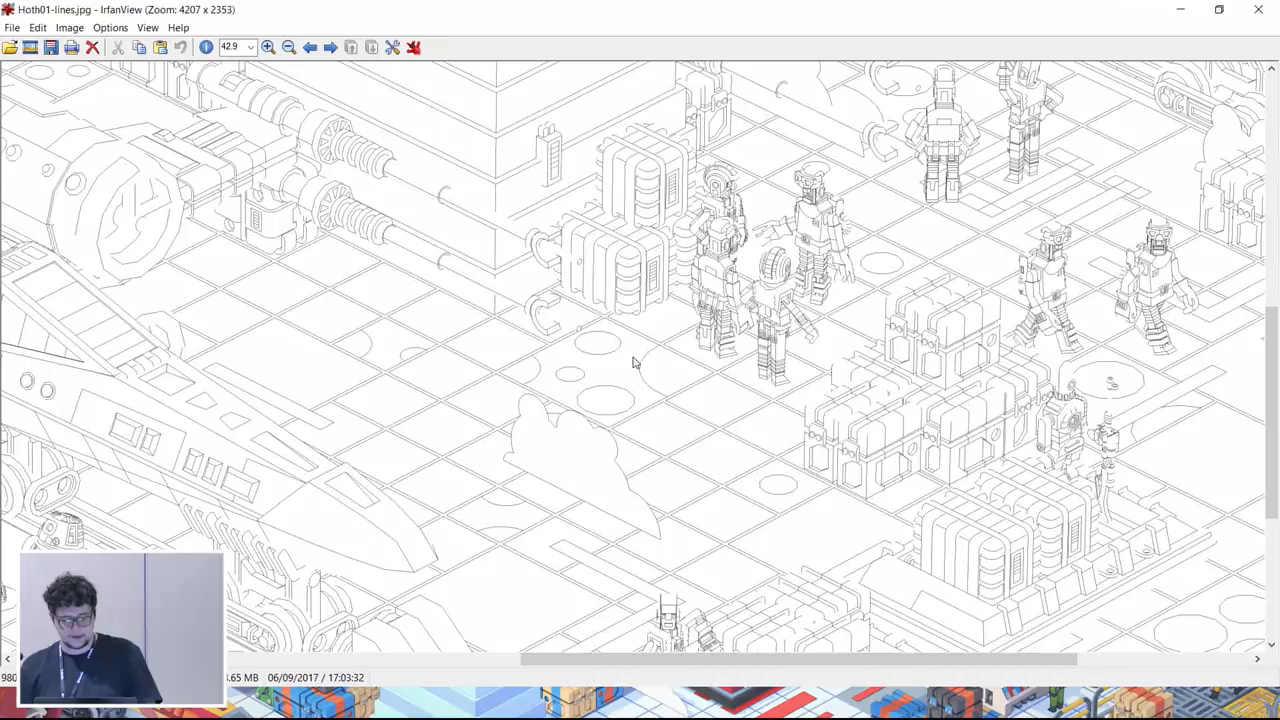 Hoth01-lines.jpg - IrfanView (Zoom: 4207 x 2353)
File Edit Image Options View Help
42.9
980
.65 MB 06/09/2017 / 17:03:32